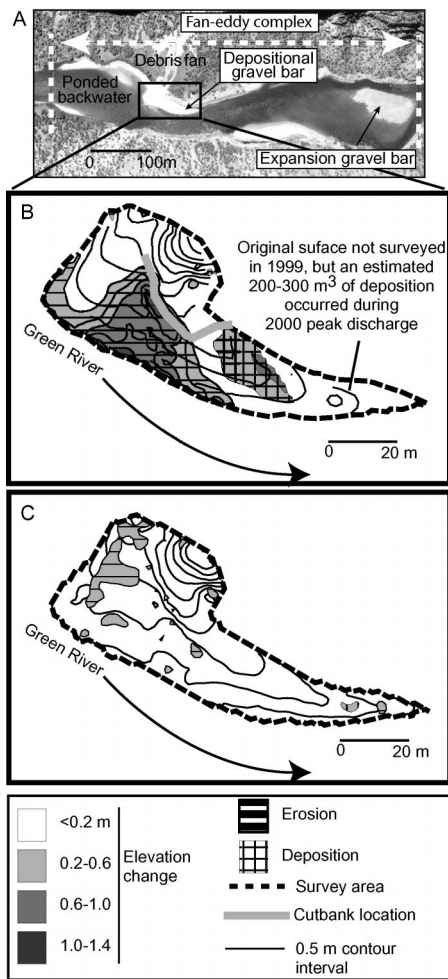 A
Fan-eddy complex
Debris fan
Depositional
gravel bar
Ponded
backwater
0 100m
Expansion gravel bar
B
Original suface not surveyed
in 1999, but an estimated
200-300 m³ of deposition
occurred during
2000 peak discharge
Green River
0 20 m
C
Green River
0 20 m
<0.2 m
0.2-0.6
0.6-1.0
1.0-1.4
Elevation
change
Erosion
Deposition
Survey area
Cutbank location
0.5 m contour
interval